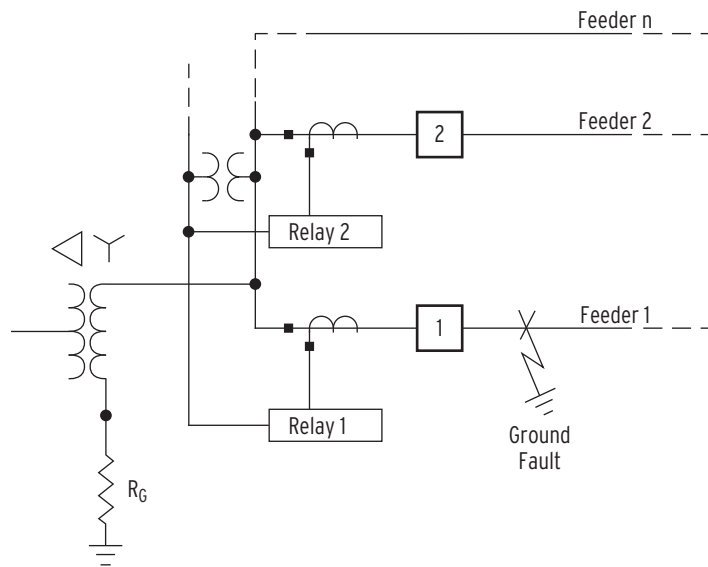 Feeder n
2
Feeder 2
Relay 2
1
Feeder 1
Relay 1
Ground
Fault
RG